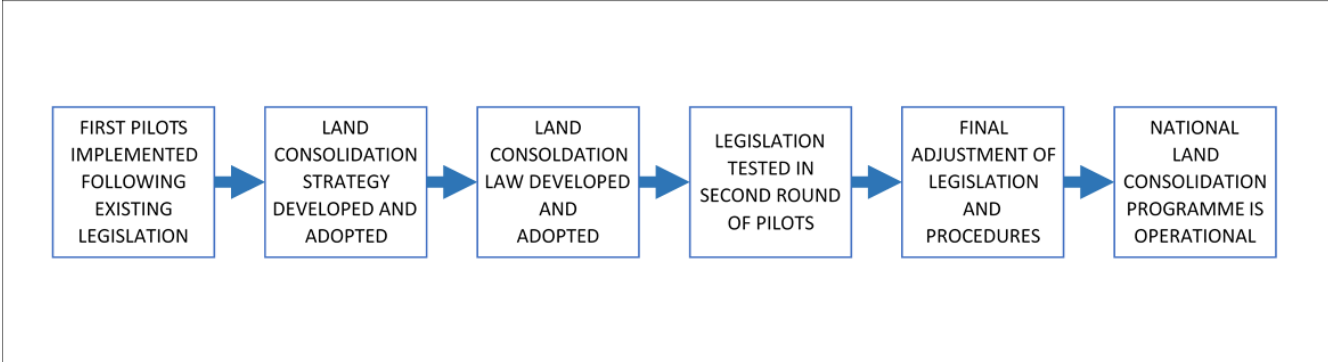 FIRST PILOTS
IMPLEMENTED
FOLLOWING
EXISTING
LEGISLATION
LAND
CONSOLIDATION
STRATEGY
DEVELOPED AND
ADOPTED
LAND
CONSOLDATION
LAW DEVELOPED
AND
ADOPTED
LEGISLATION
TESTED IN
SECOND ROUND
OF PILOTS
FINAL
ADJUSTMENT OF
LEGISLATION
AND
PROCEDURES
NATIONAL
LAND
CONSOLIDATION
PROGRAMME IS
OPERATIONAL